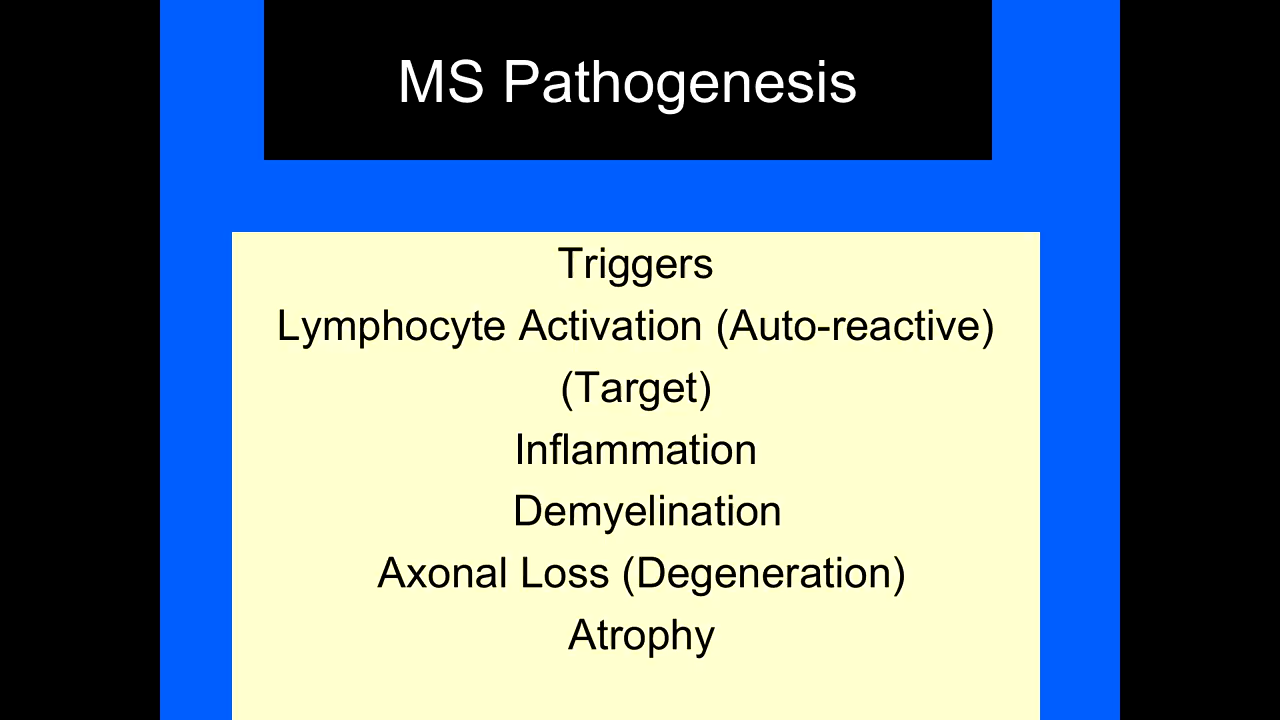 MS Pathogenesis
Triggers
Lymphocyte Activation (Auto-reactive)
(Target)
Inflammation
Demyelination
Axonal Loss (Degeneration)
Atrophy